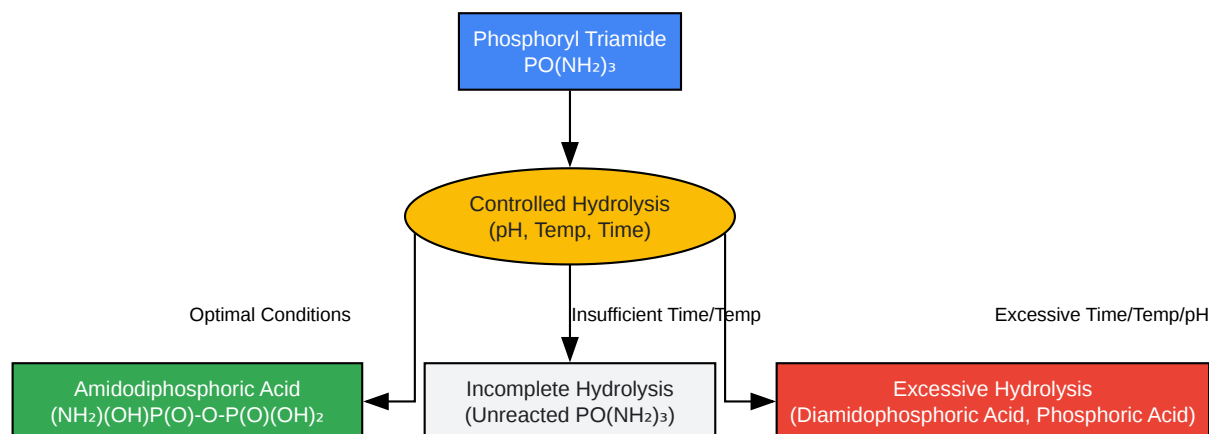 Phosphoryl Triamide
PO(NH₂)₃
Controlled Hydrolysis
(pH, Temp, Time)
Optimal Conditions
Insufficient Time/Temp
Excessive Time/Temp/pH
Amidodiphosphoric Acid
(NH₂)(OH)P(O)-O-P(O)(OH)₂
Incomplete Hydrolysis
(Unreacted PO(NH₂)₃)
Excessive Hydrolysis
(Diamidophosphoric Acid, Phosphoric Acid)